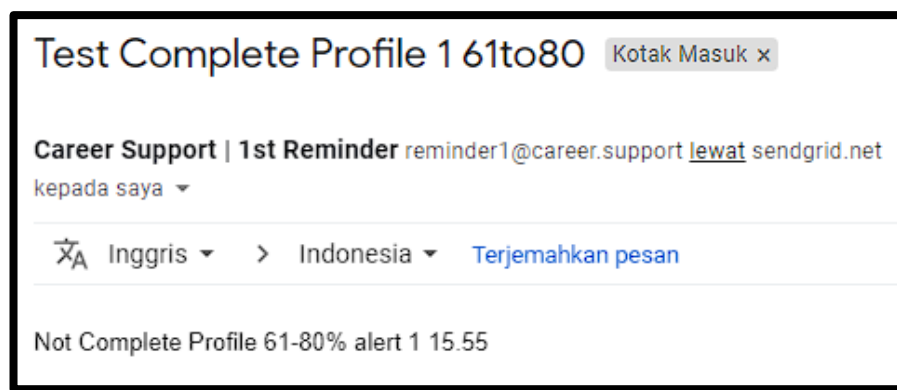 Test Complete Profile 1 61to80 Kotak Masuk x
Career Support | 1st Reminder reminder1@career.support lewat sendgrid.net
kepada saya
Inggris > Indonesia Terjemahkan pesan
Not Complete Profile 61-80% alert 1 15.55